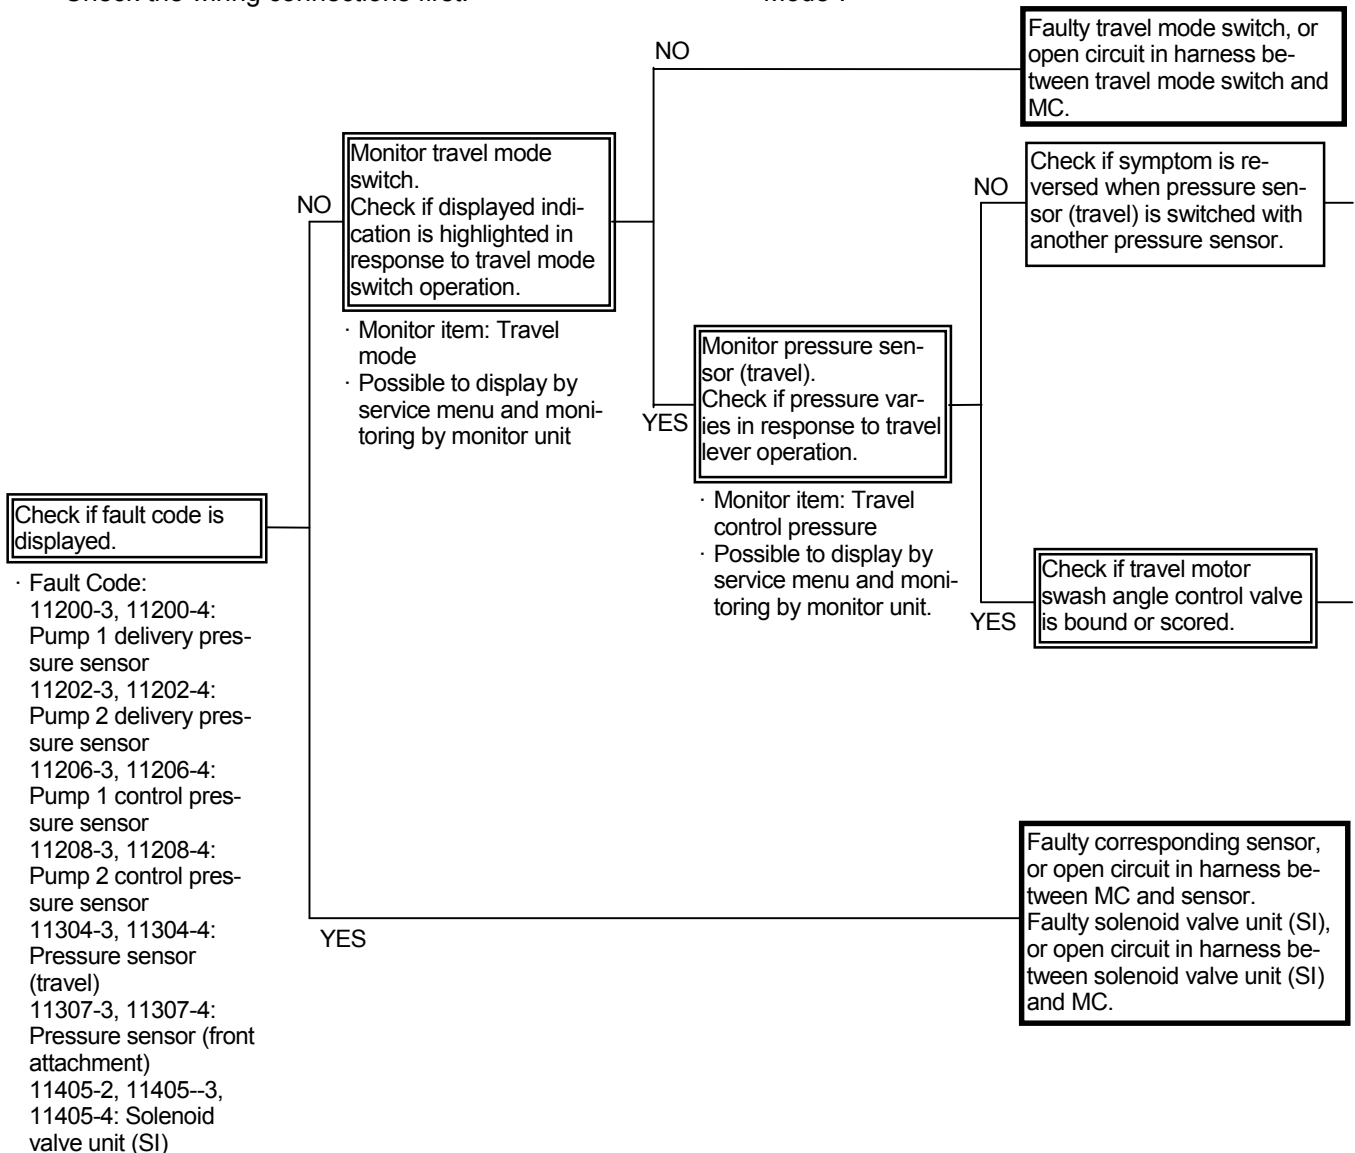 Check the wiring connections first.
Mode".
NO
Faulty travel mode switch, or
open circuit in harness be-
tween travel mode switch and
MC.
NO
Monitor travel mode
switch.
Check if displayed indi-
cation is highlighted in
response to travel mode
switch operation.
· Monitor item: Travel
mode
· Possible to display by
service menu and moni-
toring by monitor unit
NO
Check if symptom is re-
versed when pressure sen-
sor (travel) is switched with
another pressure sensor.
YES
Monitor pressure sen-
sor (travel).
Check if pressure var-
ies in response to travel
lever operation.
· Monitor item: Travel
control pressure
· Possible to display by
service menu and moni-
toring by monitor unit.
YES
Check if travel motor
swash angle control valve
is bound or scored.
Check if fault code is
displayed.
· Fault Code:
11200-3, 11200-4:
Pump 1 delivery pres-
sure sensor
11202-3, 11202-4:
Pump 2 delivery pres-
sure sensor
11206-3, 11206-4:
Pump 1 control pres-
sure sensor
11208-3, 11208-4:
Pump 2 control pres-
sure sensor
11304-3, 11304-4:
Pressure sensor
(travel)
11307-3, 11307-4:
Pressure sensor (front
attachment)
11405-2, 11405--3,
11405-4: Solenoid
valve unit (SI)
YES
Faulty corresponding sensor,
or open circuit in harness be-
tween MC and sensor.
Faulty solenoid valve unit (SI),
or open circuit in harness be-
tween solenoid valve unit (SI)
and MC.